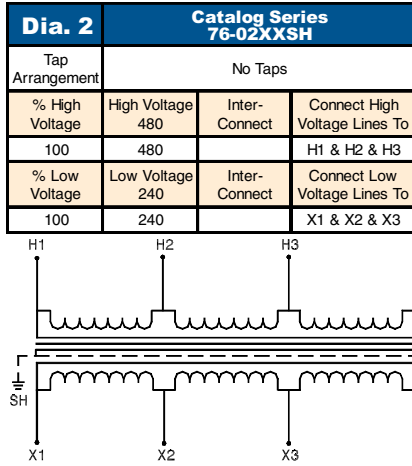 Dia. 2
Catalog Series
76-02XXSH
Tap
Arrangement
No Taps
% High
Voltage
High Voltage
480
Inter-
Connect
Connect High
Voltage Lines To
100
480
H1 & H2 & H3
% Low
Voltage
Low Voltage
240
Inter-
Connect
Connect Low
Voltage Lines To
100
240
X1 & X2 & X3
H1
H2
H3
SH
X1
X2
X3